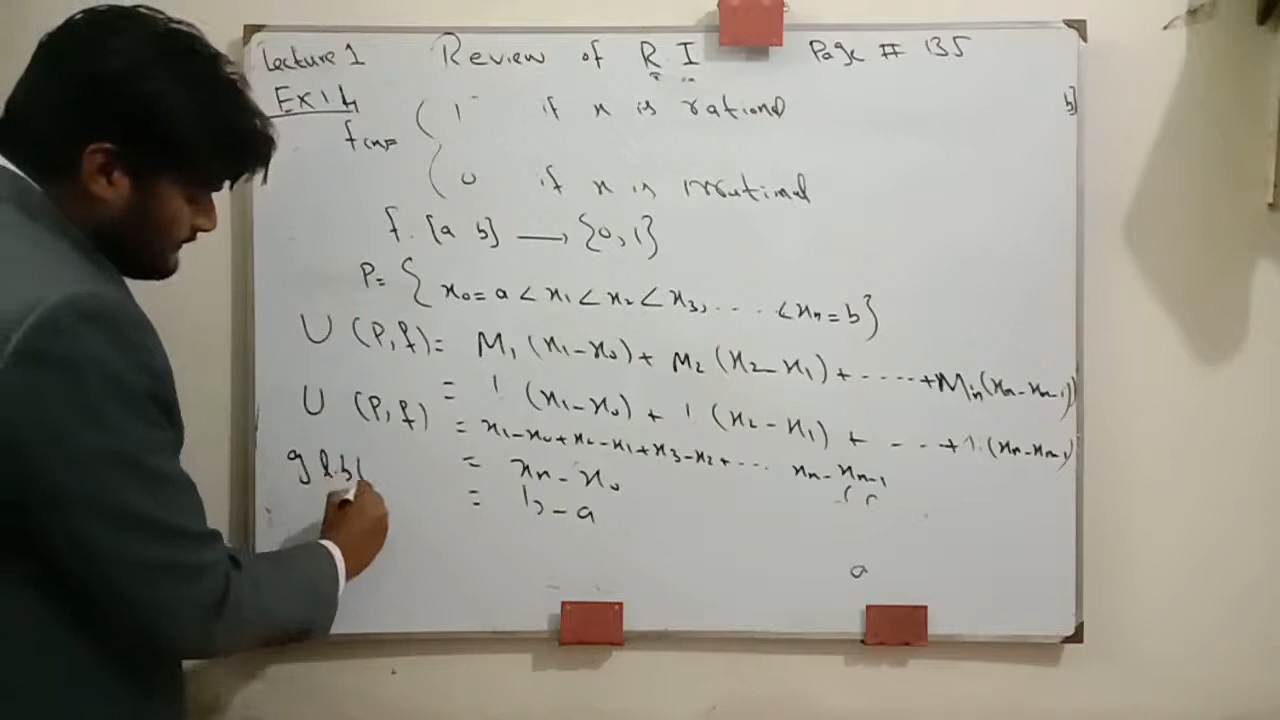 Lecture 1 Review of R I Page # 135
Ex 1.4 b]
f(x)= { 1 if x is rational
{ 0 if x is irrational
f: [a b] → {0,1}
P= { x₀=a < x₁ < x₂ < x₃, .... < xₙ=b}
U (P,f)= M₁ (x₁-x₀)+ M₂ (x₂-x₁) + .....+Mₙ(xₙ-xₙ₋₁)
U (P,f) = 1 (x₁-x₀) + 1 (x₂-x₁) + ...+1.(xₙ-xₙ₋₁)
= x₁-x₀+x₂-x₁+x₃-x₂+... xₙ-xₙ₋₁
g l.b = xₙ-x₀
= b-a
a